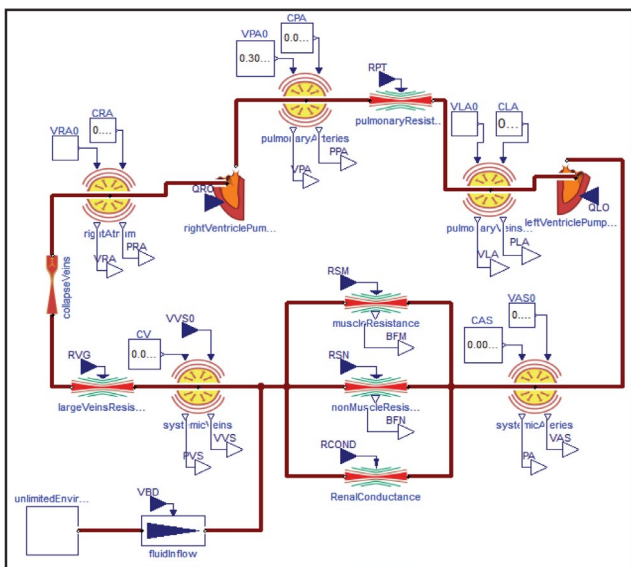 CPA
VPA0
0.0...
0.30...
RPT
CRA
VRA0
0...
VLA0
CLA
0...
pulmonaryResist...
pulmonaryArteries
PPA
VPA
QRO
rightVentriclePum...
QLO
leftVentriclePump...
rightAtrium
PRA
VRA
pulmonaryVeins...
PLA
VLA
collapseVeins
RSM
muscleResistance
BFM
VVS0
CV
0.0...
VAS0
0....
CAS
0.00...
RVG
RSN
largeVeinsResis...
nonMuscleResis...
BFN
systemicVeins
VVS
PVS
systemicArteries
VAS
PA
RCOND
RenalConductance
unlimitedEnvir...
VBD
fluidInflow